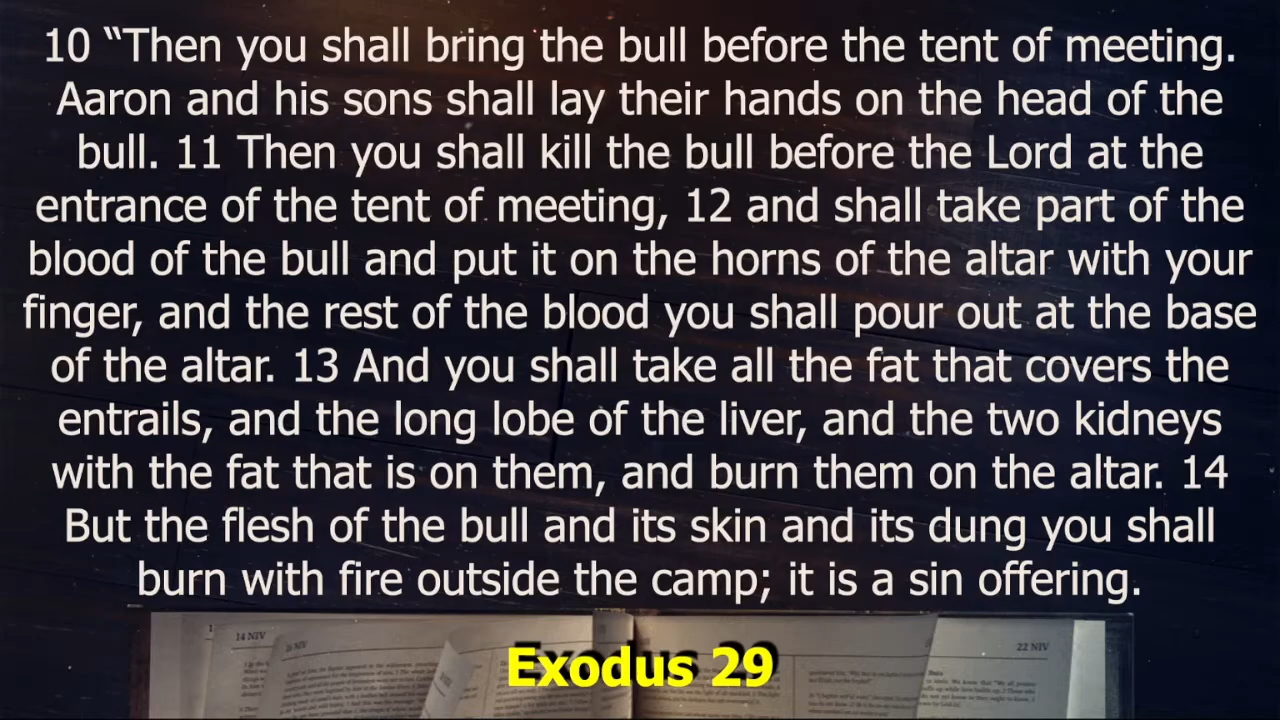 10 “Then you shall bring the bull before the tent of meeting.
Aaron and his sons shall lay their hands on the head of the
bull. 11 Then you shall kill the bull before the Lord at the
entrance of the tent of meeting, 12 and shall take part of the
blood of the bull and put it on the horns of the altar with your
finger, and the rest of the blood you shall pour out at the base
of the altar. 13 And you shall take all the fat that covers the
entrails, and the long lobe of the liver, and the two kidneys
with the fat that is on them, and burn them on the altar. 14
But the flesh of the bull and its skin and its dung you shall
burn with fire outside the camp; it is a sin offering.
14 NIV
22 NIV
Exodus 29